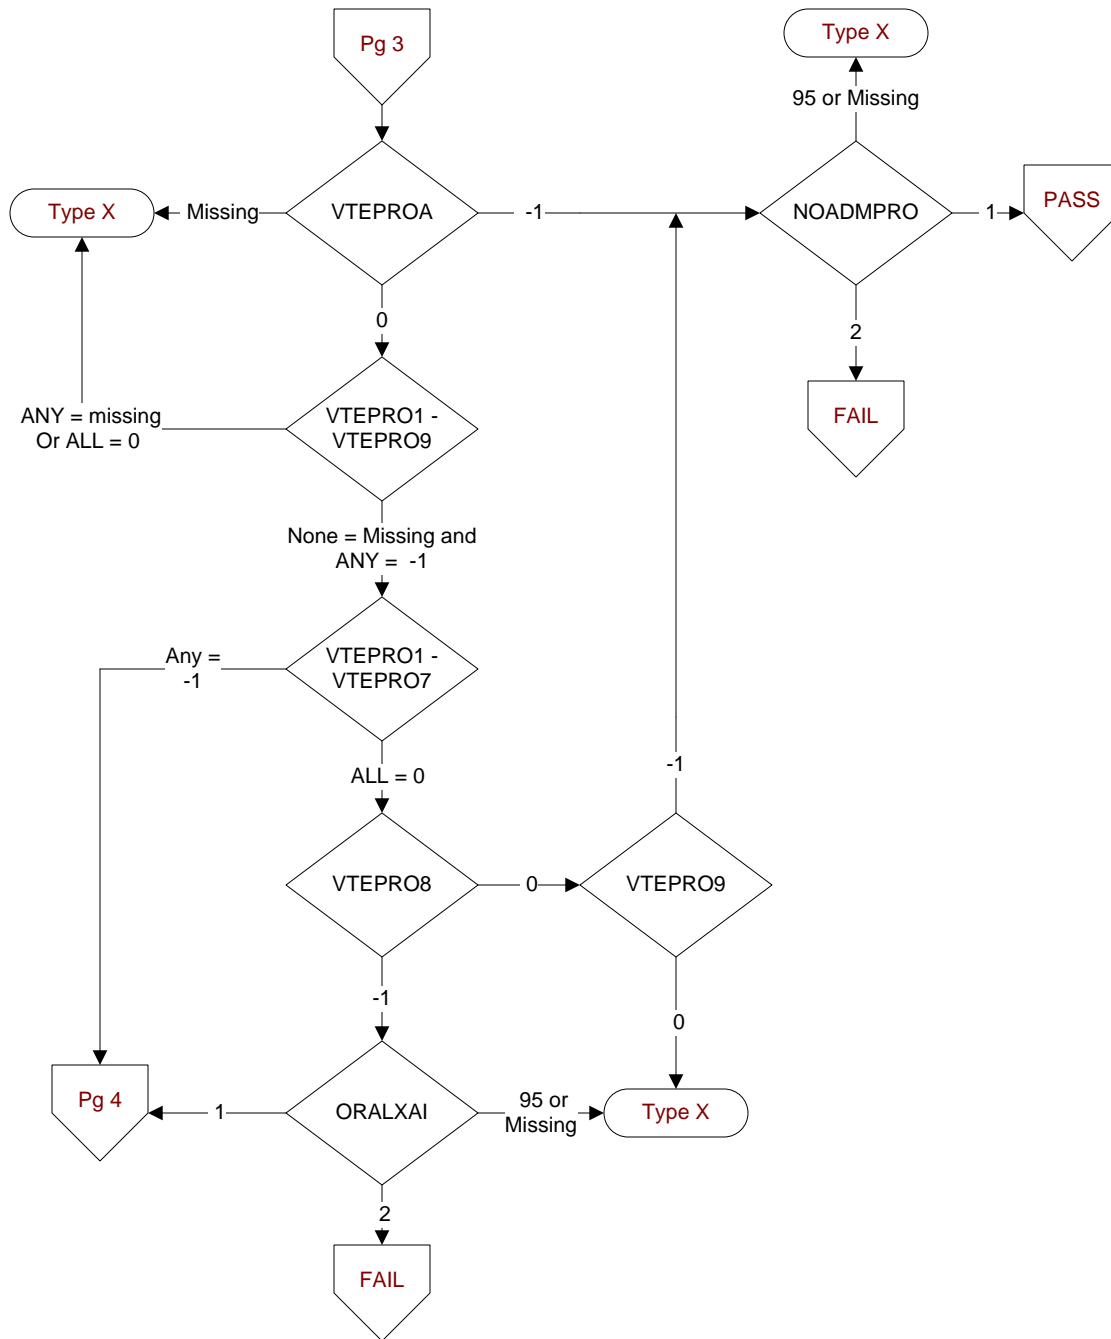 Pg 3
Type X
95 or Missing
Type X
Missing
VTEPROA
-1
NOADMPRO
1
PASS
0
2
ANY = missing
Or ALL = 0
VTEPRO1 -
VTEPRO9
FAIL
None = Missing and
ANY = -1
Any =
-1
VTEPRO1 -
VTEPRO7
ALL = 0
-1
VTEPRO8
0
VTEPRO9
-1
0
Pg 4
1
ORALXAI
95 or
Missing
Type X
2
FAIL